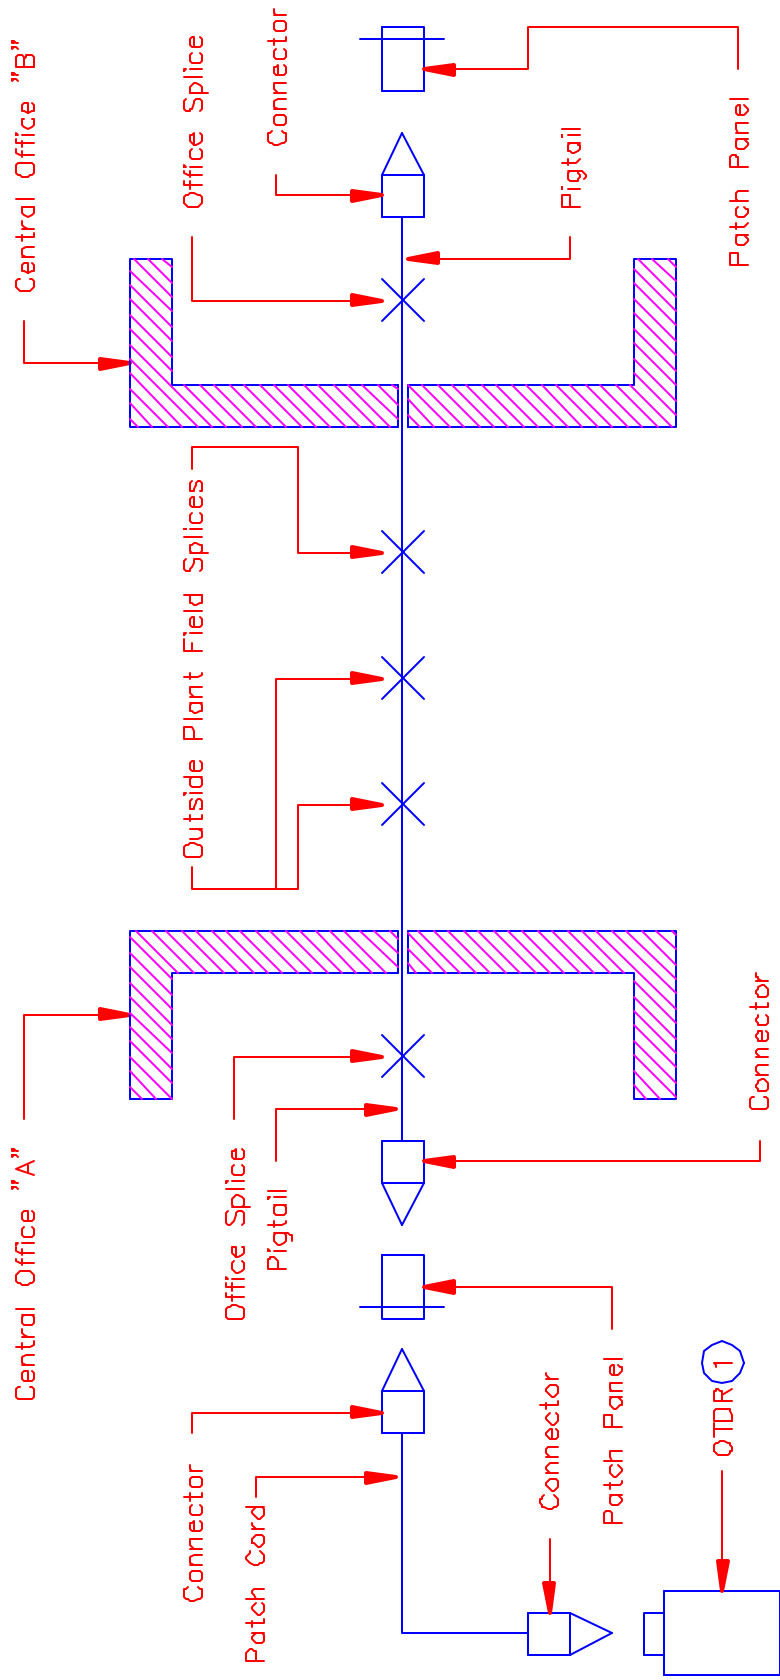 Central Office "A"
Central Office "B"
Connector
Patch Cord
Office Splice
Pigtail
Outside Plant Field Splices
Office Splice
Connector
Connector
Patch Panel
Pigtail
OTDR 1
Connector
Patch Panel